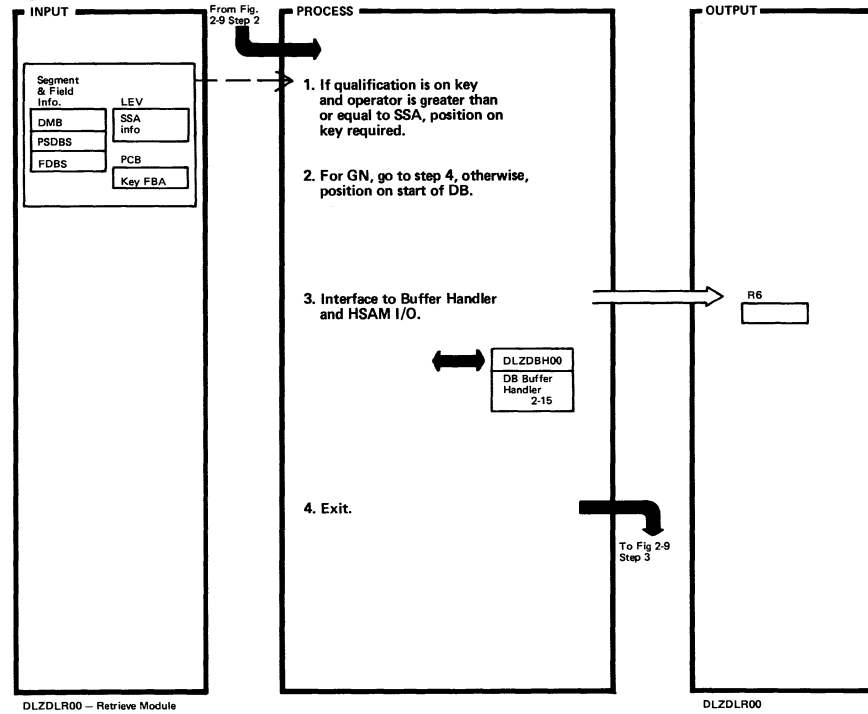 INPUT
From Fig.
2-9 Step 2
PROCESS
OUTPUT
Segment
& Field
Info.
LEV
DMB
SSA
info
PSDBS
PCB
FDBS
Key FBA
1. If qualification is on key
and operator is greater than
or equal to SSA, position on
key required.
2. For GN, go to step 4, otherwise,
position on start of DB.
3. Interface to Buffer Handler
and HSAM I/O.
R6
DLZDBH00
DB Buffer
Handler
2-15
4. Exit.
To Fig 2-9
Step 3
DLZDLR00 – Retrieve Module
DLZDLR00